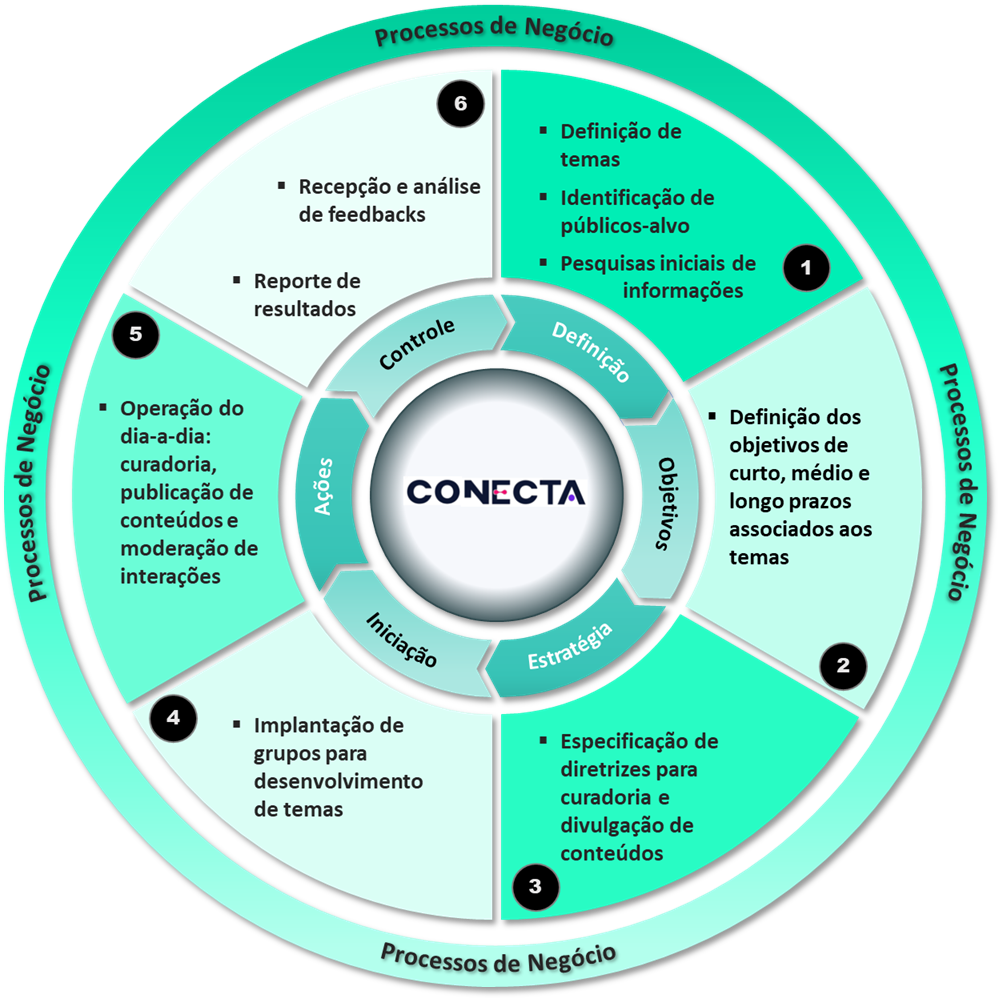 Processos de Negócio
6
▪ Recepção e análise
de feedbacks
▪ Reporte de
resultados
▪ Definição de
temas
▪ Identificação de
públicos-alvo
▪ Pesquisas iniciais de
informações
1
Processos de Negócio
▪ Definição dos
objetivos de
curto, médio e
longo prazos
associados aos
temas
2
▪ Especificação de
diretrizes para
curadoria e
divulgação de
conteúdos
3
Processos de Negócio
4
▪ Implantação de
grupos para
desenvolvimento
de temas
5
▪ Operação do
dia-a-dia:
curadoria,
publicação de
conteúdos e
moderação de
interações
Processos de Negócio
Definição
Objetivos
Estratégia
Iniciação
Ações
Controle
CONECTA